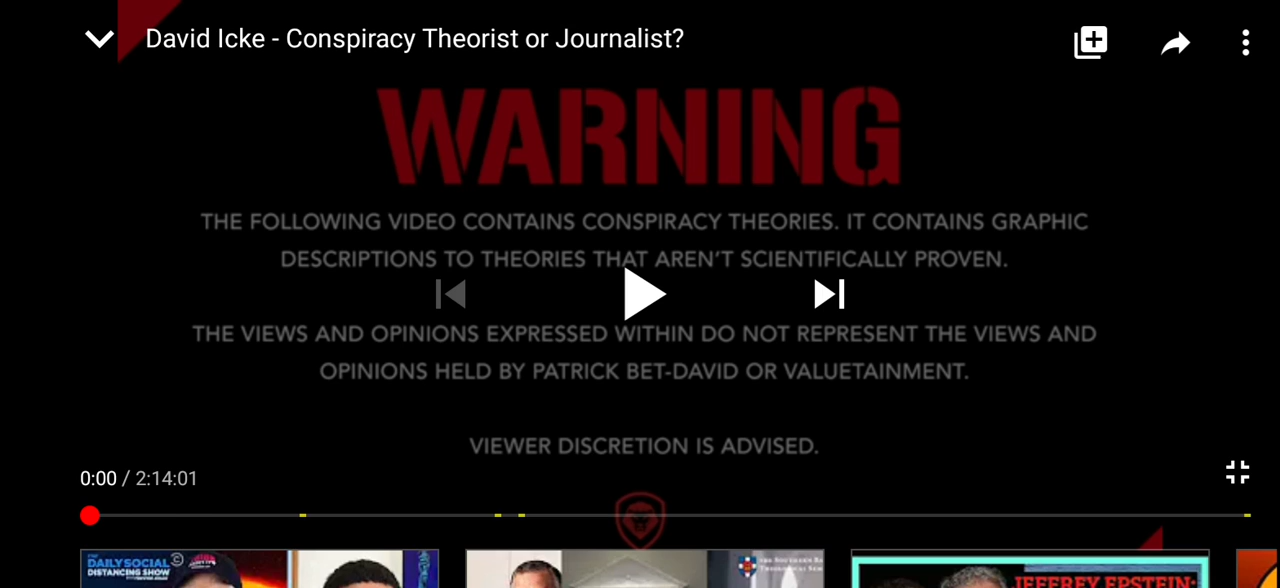 David Icke - Conspiracy Theorist or Journalist?
WARNING
THE FOLLOWING VIDEO CONTAINS CONSPIRACY THEORIES. IT CONTAINS GRAPHIC
DESCRIPTIONS TO THEORIES THAT AREN'T SCIENTIFICALLY PROVEN.
THE VIEWS AND OPINIONS EXPRESSED WITHIN DO NOT REPRESENT THE VIEWS AND
OPINIONS HELD BY PATRICK BET-DAVID OR VALUETAINMENT.
VIEWER DISCRETION IS ADVISED.
0:00 / 2:14:01
DAILY SOCIAL
DISTANCING SHOW
JEFFREY EPSTEIN: